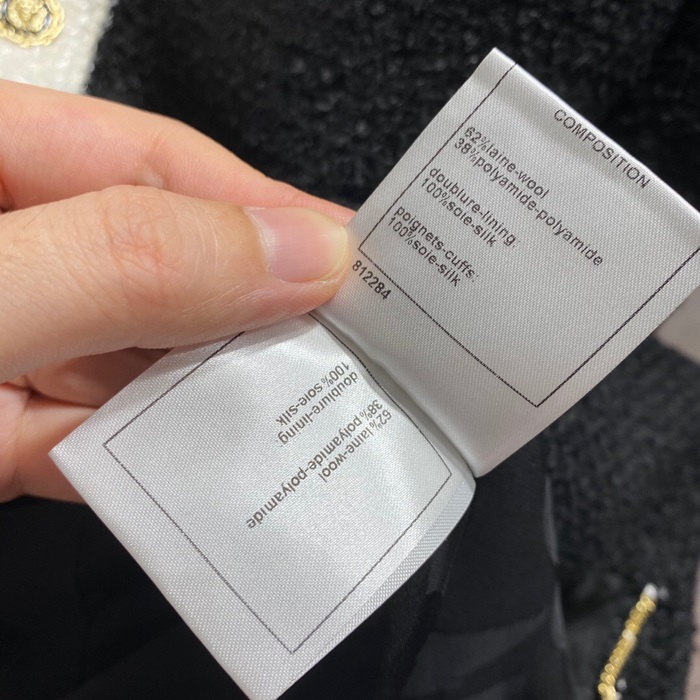 COMPOSITION
62%laine-wool
38%polyamide-polyamide
doublure-lining:
100%soie-silk
poignets-cuffs:
100%soie-silk
812284
62% laine-wool
38% polyamide-polyamide
doublure-lining:
100% soie-silk